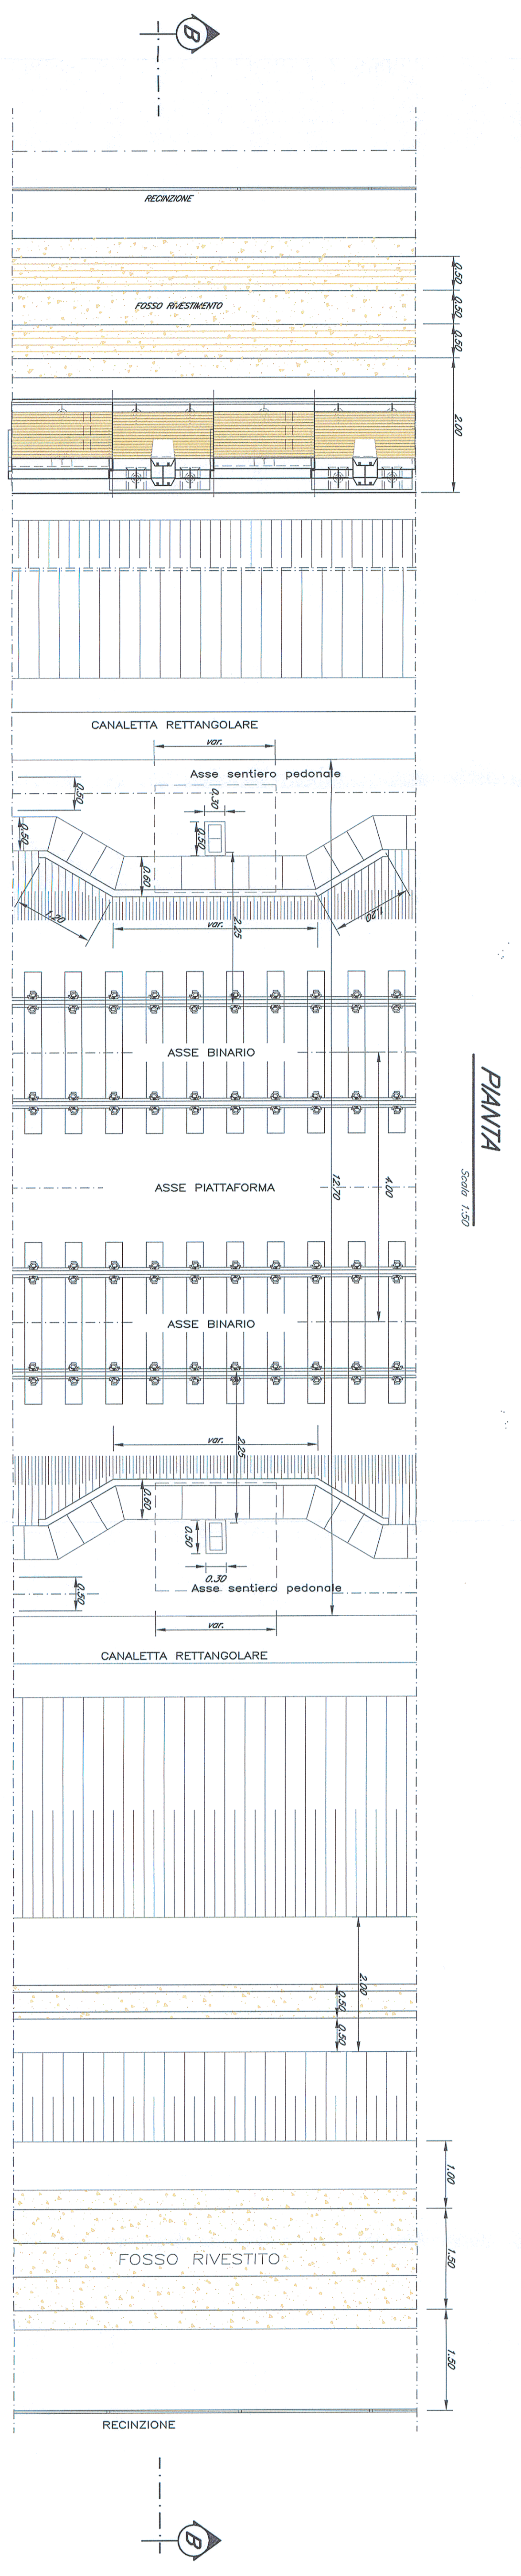 B
RECINZIONE
0.50
FOSSO RIVESTIMENTO
0.50
0.50
2.00
CANALETTA RETTANGOLARE
var.
Asse sentiero pedonale
0.50
0.30
0.50
0.50
0.60
1.20
1.20
var.
2.25
ASSE BINARIO
PIANTA
Scala 1:50
ASSE PIATTAFORMA
12.70
4.00
ASSE BINARIO
var.
2.25
0.60
0.50
0.30
Asse sentiero pedonale
0.50
var.
CANALETTA RETTANGOLARE
2.00
0.50
0.50
1.00
FOSSO RIVESTITO
1.50
1.50
RECINZIONE
B